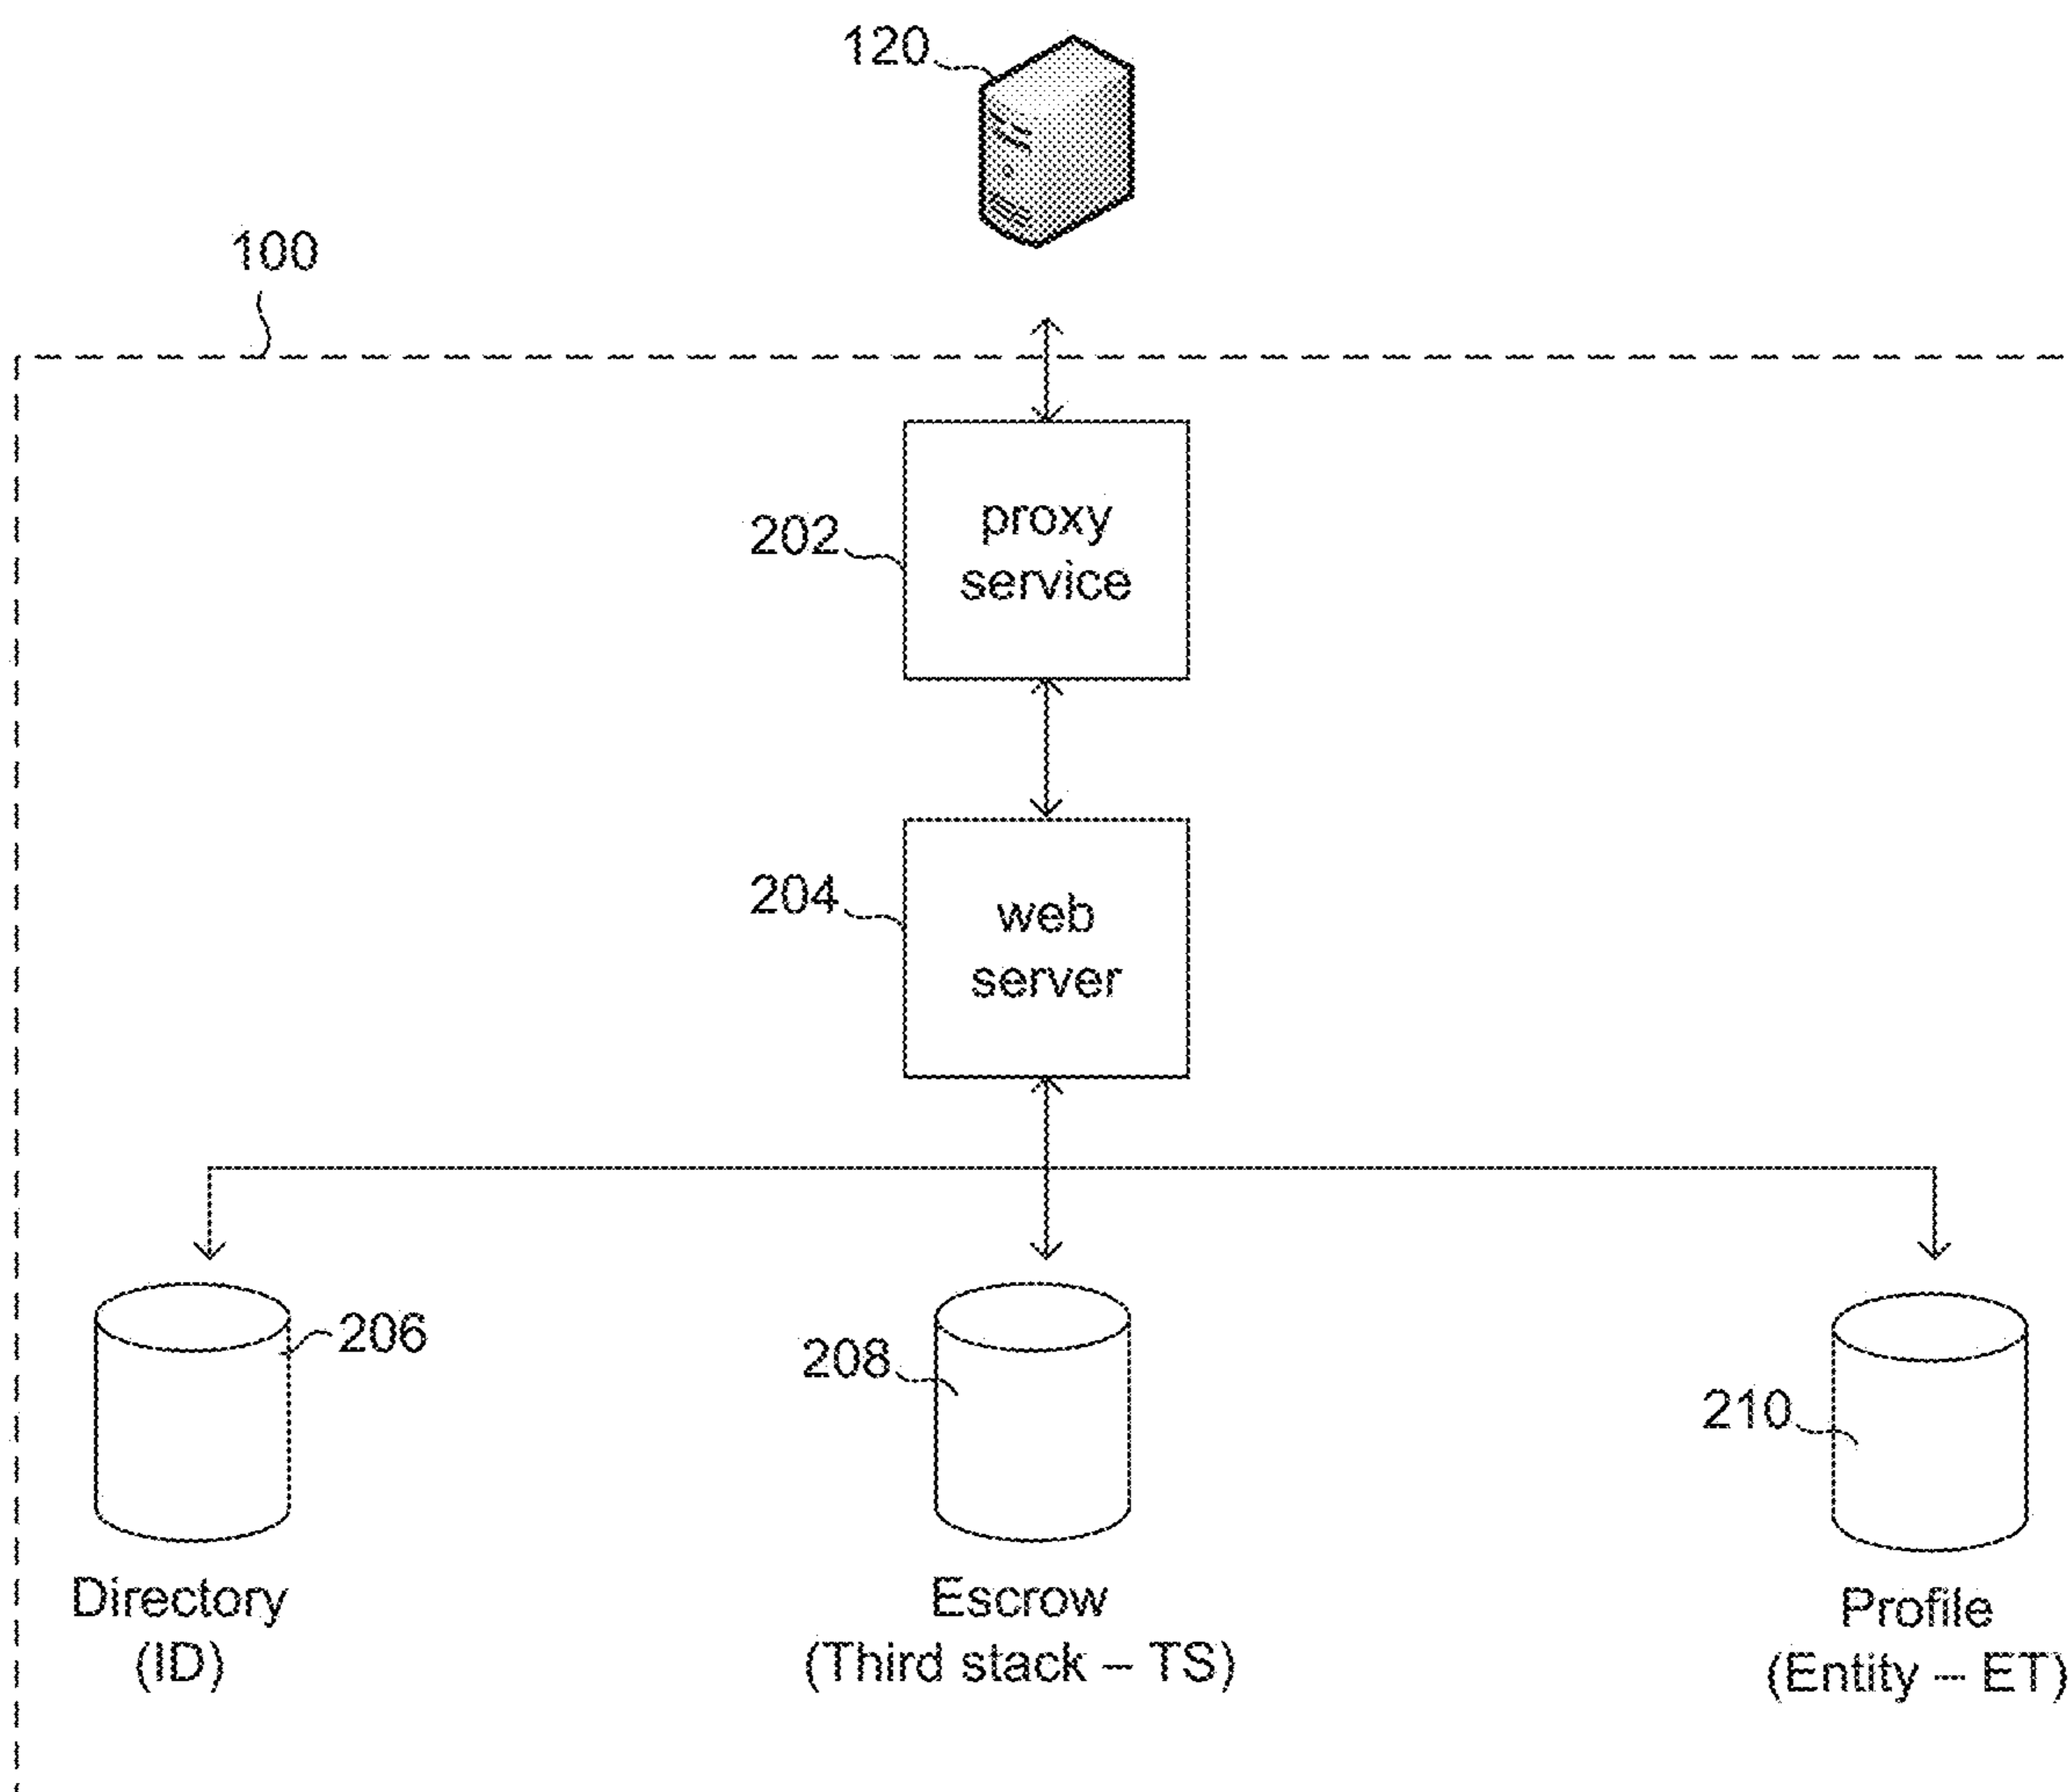 120
100
202
proxy
service
204
web
server
206
208
210
Directory
(ID)
Escrow
(Third stack – TS)
Profile
(Entity – ET)